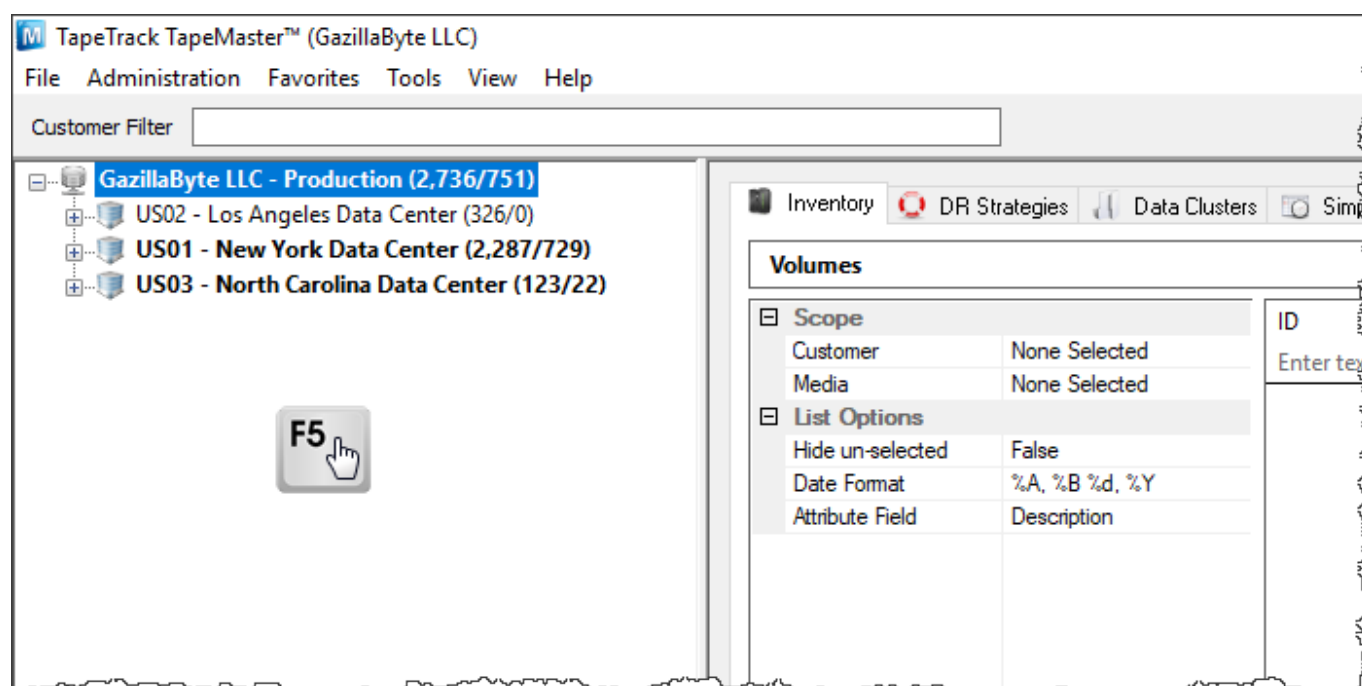 TapeTrack TapeMaster™ (GazillaByte LLC)
File Administration Favorites Tools View Help
Customer Filter
GazillaByte LLC - Production (2,736/751)
US02 - Los Angeles Data Center (326/0)
US01 - New York Data Center (2,287/729)
US03 - North Carolina Data Center (123/22)
F5
Inventory DR Strategies Data Clusters
Volumes
Scope
Customer None Selected
Media None Selected
List Options
Hide un-selected False
Date Format %A, %B %d, %Y
Attribute Field Description
ID
Enter